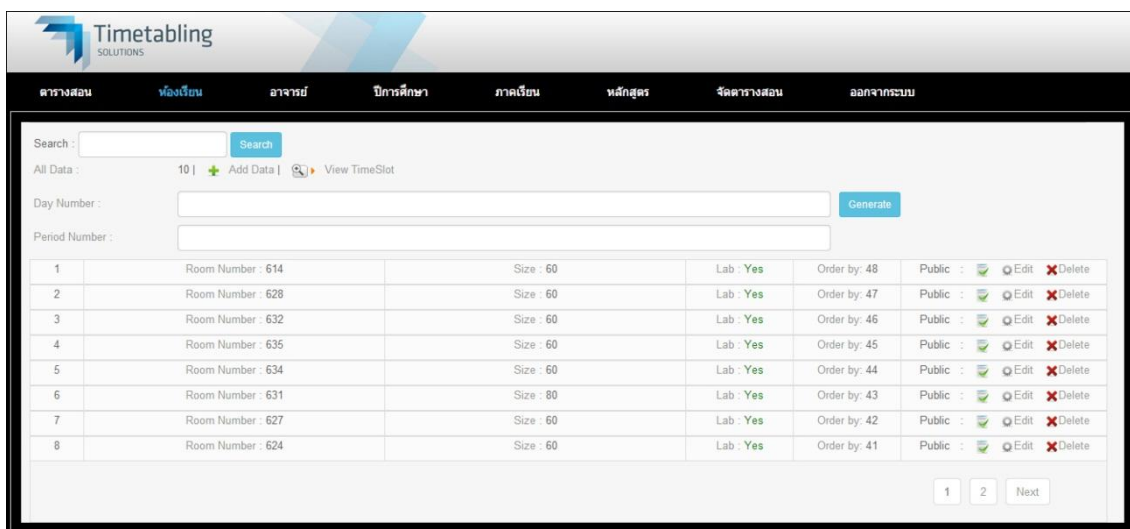 Timetabling
SOLUTIONS
ตารางสอน ห้องเรียน อาจารย์ ปีการศึกษา ภาคเรียน หลักสูตร จัดตารางสอน ออกจากระบบ
Search : Search
All Data : 10 | Add Data | View TimeSlot
Day Number : Generate
Period Number :
1 Room Number : 614 Size : 60 Lab : Yes Order by: 48 Public : Edit Delete
2 Room Number : 628 Size : 60 Lab : Yes Order by: 47 Public : Edit Delete
3 Room Number : 632 Size : 60 Lab : Yes Order by: 46 Public : Edit Delete
4 Room Number : 635 Size : 60 Lab : Yes Order by: 45 Public : Edit Delete
5 Room Number : 634 Size : 60 Lab : Yes Order by: 44 Public : Edit Delete
6 Room Number : 631 Size : 80 Lab : Yes Order by: 43 Public : Edit Delete
7 Room Number : 627 Size : 60 Lab : Yes Order by: 42 Public : Edit Delete
8 Room Number : 624 Size : 60 Lab : Yes Order by: 41 Public : Edit Delete
1 2 Next